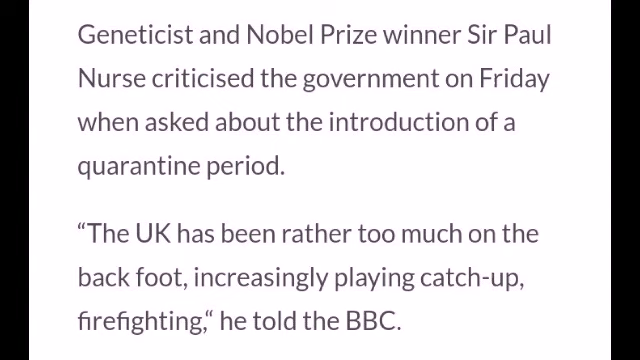 Geneticist and Nobel Prize winner Sir Paul
Nurse criticised the government on Friday
when asked about the introduction of a
quarantine period.
“The UK has been rather too much on the
back foot, increasingly playing catch-up,
firefighting,“ he told the BBC.